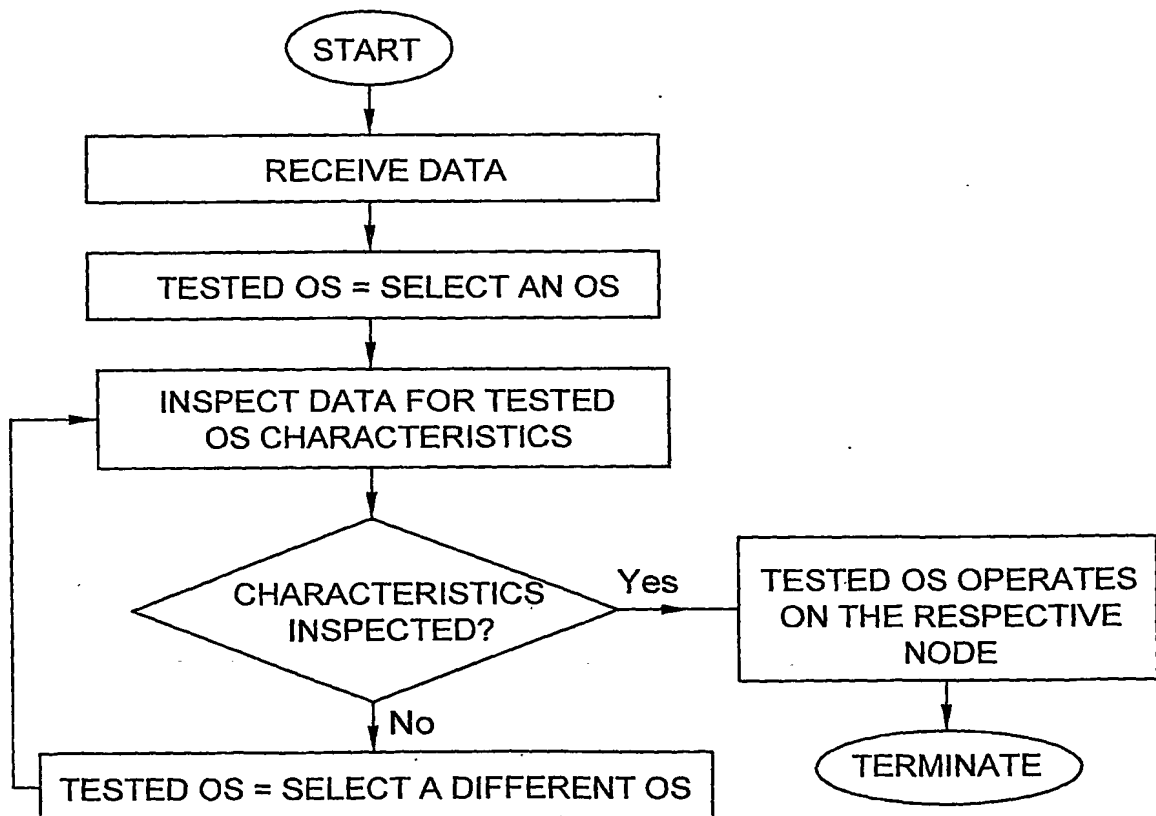 START
RECEIVE DATA
TESTED OS = SELECT AN OS
INSPECT DATA FOR TESTED
OS CHARACTERISTICS
CHARACTERISTICS
INSPECTED?
Yes
TESTED OS OPERATES
ON THE RESPECTIVE
NODE
No
TERMINATE
TESTED OS = SELECT A DIFFERENT OS